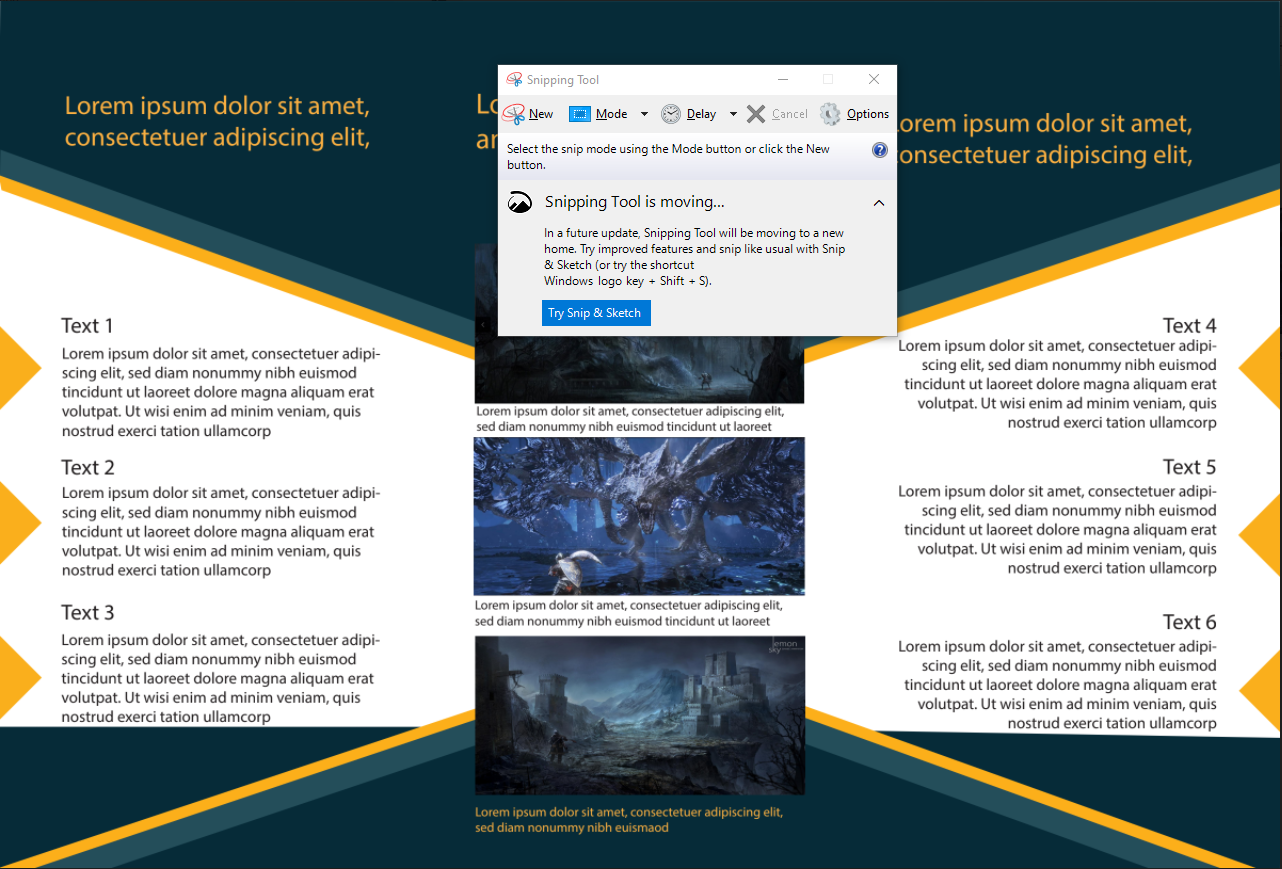 Lorem ipsum dolor sit amet,
consectetuer adipiscing elit,
Text 1
Lorem ipsum dolor sit amet, consectetuer adipi-
scing elit, sed diam nonummy nibh euismod
tincidunt ut laoreet dolore magna aliquam erat
volutpat. Ut wisi enim ad minim veniam, quis
nostrud exerci tation ullamcorp
Text 2
Lorem ipsum dolor sit amet, consectetuer adipi-
scing elit, sed diam nonummy nibh euismod
tincidunt ut laoreet dolore magna aliquam erat
volutpat. Ut wisi enim ad minim veniam, quis
nostrud exerci tation ullamcorp
Text 3
Lorem ipsum dolor sit amet, consectetuer adipi-
scing elit, sed diam nonummy nibh euismod
tincidunt ut laoreet dolore magna aliquam erat
volutpat. Ut wisi enim ad minim veniam, quis
nostrud exerci tation ullamcorp
Snipping Tool
New Mode Delay Cancel Options
Select the snip mode using the Mode button or click the New
button.
Snipping Tool is moving...
In a future update, Snipping Tool will be moving to a new
home. Try improved features and snip like usual with Snip
& Sketch (or try the shortcut
Windows logo key + Shift + S).
Try Snip & Sketch
Lorem ipsum dolor sit amet, consectetuer adipiscing elit,
sed diam nonummy nibh euismod tincidunt ut laoreet
Lorem ipsum dolor sit amet, consectetuer adipiscing elit,
sed diam nonummy nibh euismod tincidunt ut laoreet
lemon
sky
Lorem ipsum dolor sit amet, consectetuer adipiscing elit,
sed diam nonummy nibh euismaod
orem ipsum dolor sit amet,
onsectetuer adipiscing elit,
Text 4
Lorem ipsum dolor sit amet, consectetuer adipi-
scing elit, sed diam nonummy nibh euismod
tincidunt ut laoreet dolore magna aliquam erat
volutpat. Ut wisi enim ad minim veniam, quis
nostrud exerci tation ullamcorp
Text 5
Lorem ipsum dolor sit amet, consectetuer adipi-
scing elit, sed diam nonummy nibh euismod
tincidunt ut laoreet dolore magna aliquam erat
volutpat. Ut wisi enim ad minim veniam, quis
nostrud exerci tation ullamcorp
Text 6
Lorem ipsum dolor sit amet, consectetuer adipi-
scing elit, sed diam nonummy nibh euismod
tincidunt ut laoreet dolore magna aliquam erat
volutpat. Ut wisi enim ad minim veniam, quis
nostrud exerci tation ullamcorp